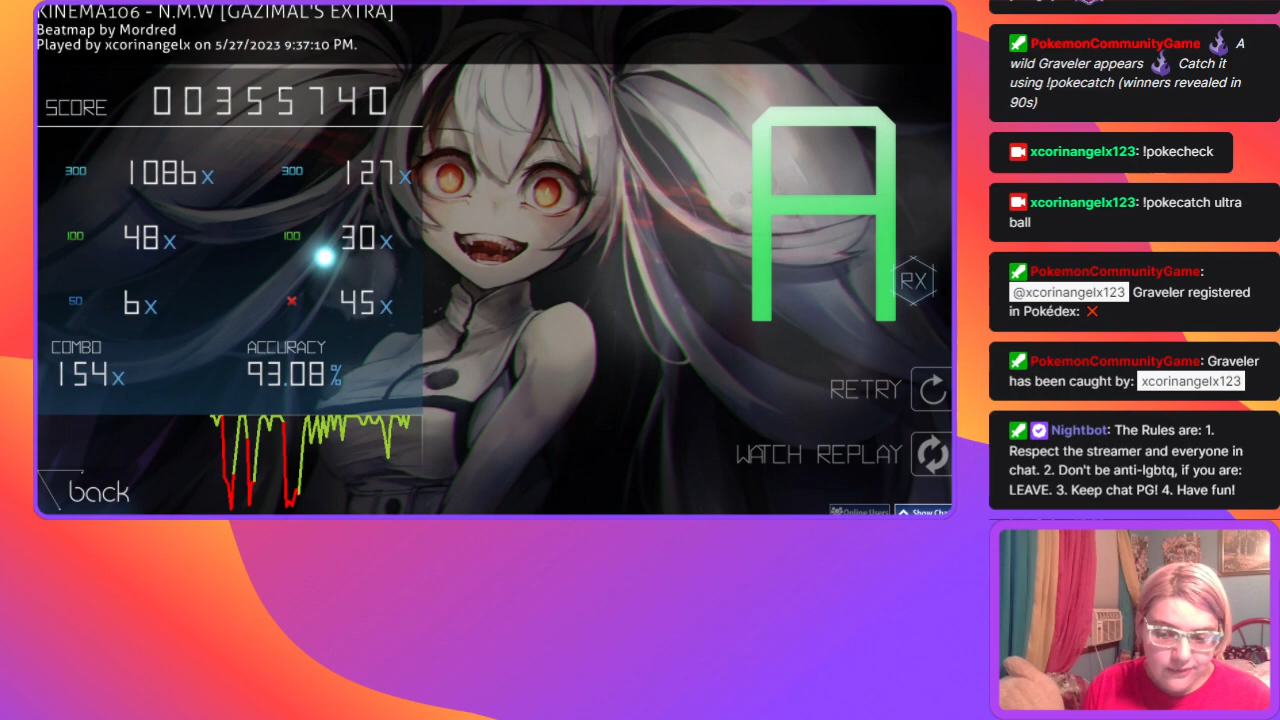 KINEMA106 - N.M.W [GAZIMAL'S EXTRA]
Beatmap by Mordred
Played by xcorinangelx on 5/27/2023 9:37:10 PM.
SCORE 00355740
300 1086x 300 127x
100 48x 100 30x
50 6x 45x
COMBO ACCURACY
154x 93.08%
back
A
RX
RETRY
WATCH REPLAY
Online Users Show Cha
PokemonCommunityGame A
wild Graveler appears Catch it
using !pokecatch (winners revealed in
90s)
xcorinangelx123: !pokecheck
xcorinangelx123: !pokecatch ultra
ball
PokemonCommunityGame:
@xcorinangelx123 Graveler registered
in Pokédex: ❌
PokemonCommunityGame: Graveler
has been caught by: xcorinangelx123
Nightbot: The Rules are: 1.
Respect the streamer and everyone in
chat. 2. Don't be anti-lgbtq, if you are:
LEAVE. 3. Keep chat PG! 4. Have fun!